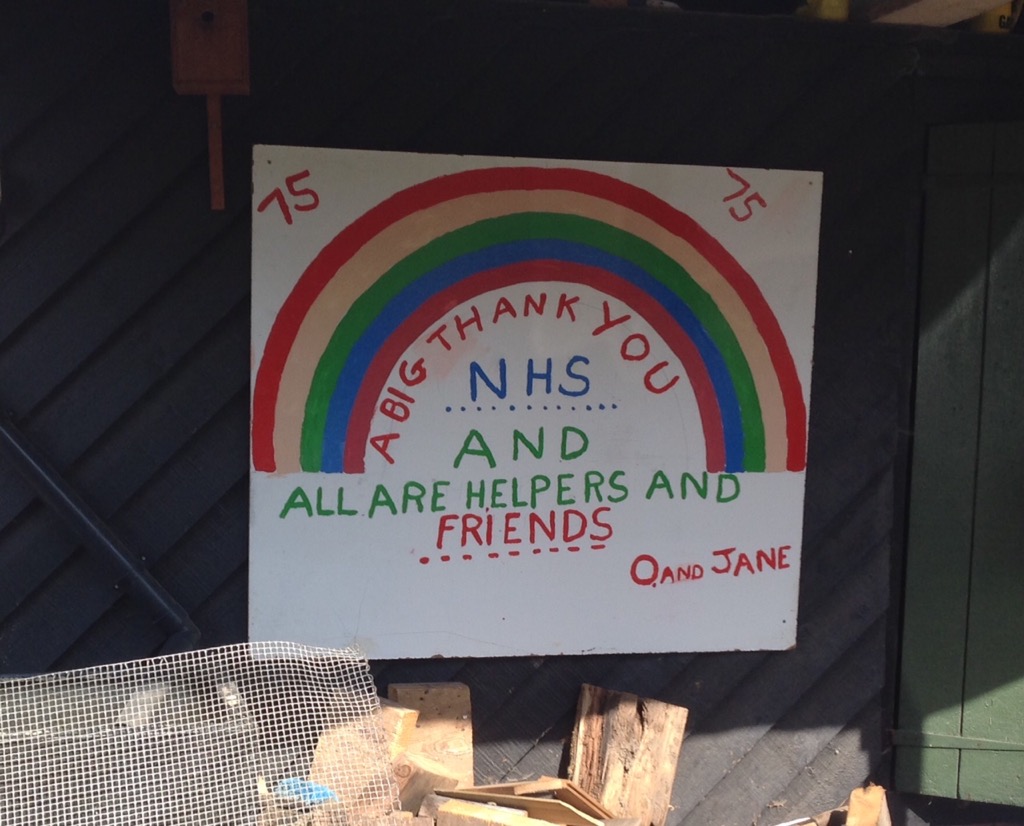 75 75
A BIG THANK YOU
NHS
AND
ALL ARE HELPERS AND
FRIENDS
O. AND JANE